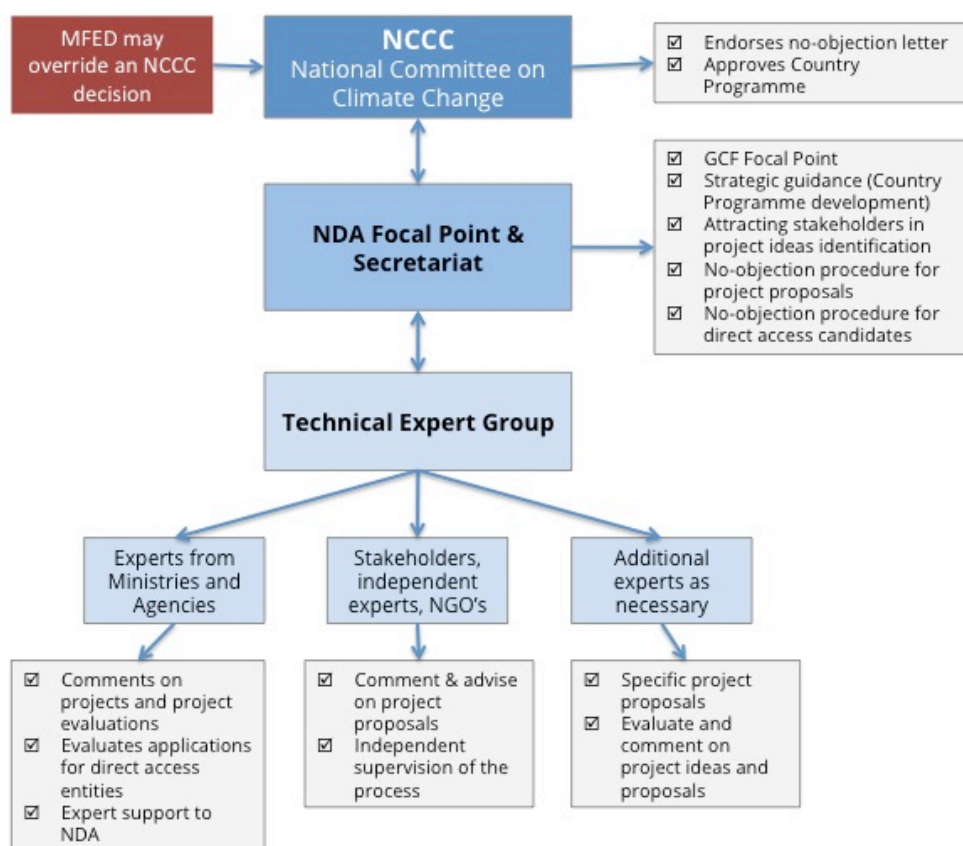 MFED may
override an NCCC
decision
NCCC
National Committee on
Climate Change
☑ Endorses no-objection letter
☑ Approves Country
Programme
NDA Focal Point &
Secretariat
☑ GCF Focal Point
☑ Strategic guidance (Country
Programme development)
☑ Attracting stakeholders in
project ideas identification
☑ No-objection procedure for
project proposals
☑ No-objection procedure for
direct access candidates
Technical Expert Group
Experts from
Ministries and
Agencies
Stakeholders,
independent
experts, NGO's
Additional
experts as
necessary
☑ Comments on
projects and project
evaluations
☑ Evaluates applications
for direct access
entities
☑ Expert support to
NDA
☑ Comment & advise
on project
proposals
☑ Independent
supervision of the
process
☑ Specific project
proposals
☑ Evaluate and
comment on
project ideas and
proposals